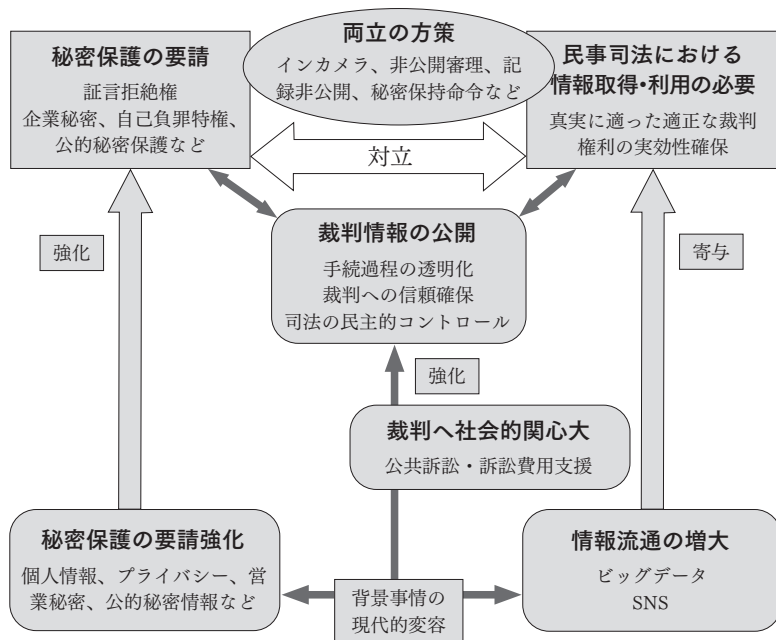 秘密保護の要請
証言拒絶権
企業秘密、自己負罪特権、
公的秘密保護など
両立の方策
インカメラ、非公開審理、記
録非公開、秘密保持命令など
民事司法における
情報取得・利用の必要
真実に適った適正な裁判
権利の実効性確保
対立
裁判情報の公開
手続過程の透明化
裁判への信頼確保
司法の民主的コントロール
強化
寄与
強化
裁判へ社会的関心大
公共訴訟・訴訟費用支援
秘密保護の要請強化
個人情報、プライバシー、営
業秘密、公的秘密情報など
情報流通の増大
ビッグデータ
SNS
背景事情の
現代的変容